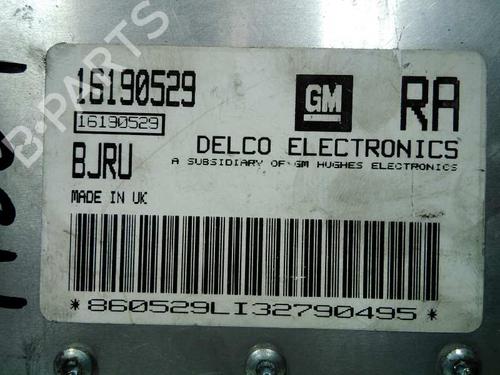 16190529
16190529
GM
RA
BJRU
DELCO ELECTRONICS
A SUBSIDIARY OF GM HUGHES ELECTRONICS
MADE IN UK
*860529LI32790495*
B-PARTS